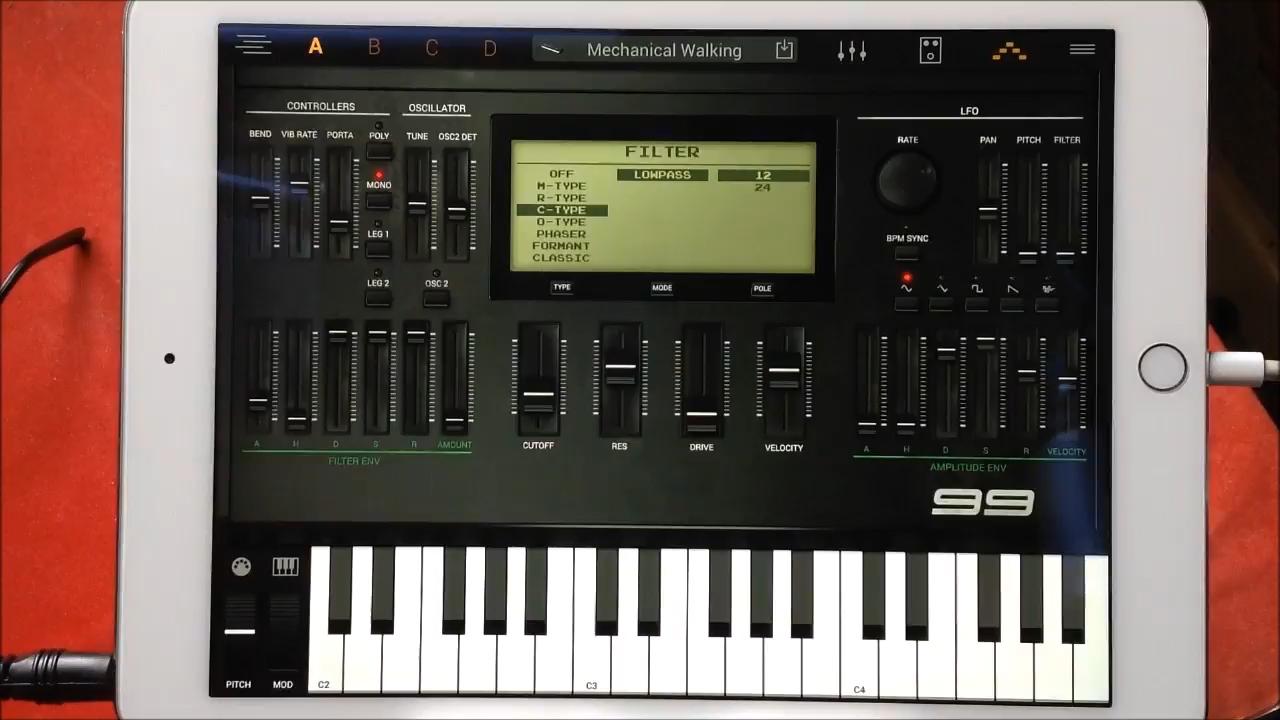 A B C D Mechanical Walking
CONTROLLERS OSCILLATOR LFO
BEND VIB RATE PORTA POLY TUNE OSC2 DET
RATE PAN PITCH FILTER
MONO
LEG 1
LEG 2 OSC 2
FILTER
OFF LOWPASS 12
M-TYPE 24
R-TYPE
C-TYPE
O-TYPE
PHASER
FORMANT
CLASSIC
TYPE MODE POLE
BPM SYNC
A H D S R AMOUNT
FILTER ENV
CUTOFF RES DRIVE VELOCITY
A H D S R VELOCITY
AMPLITUDE ENV
99
PITCH MOD C2 C3 C4